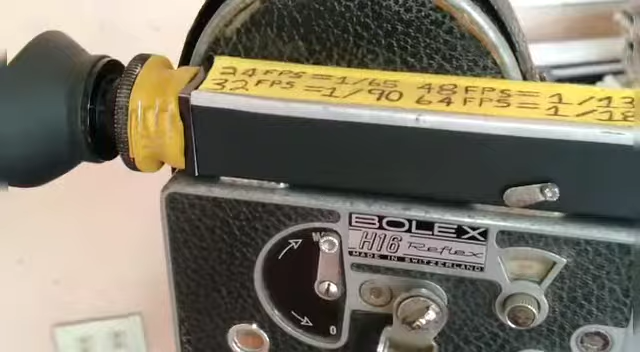 24 FPS = 1/65 48 FPS = 1/13
32 FPS = 1/90 64 FPS = 1/18
BOLEX
H16 Reflex
MADE IN SWITZERLAND
0